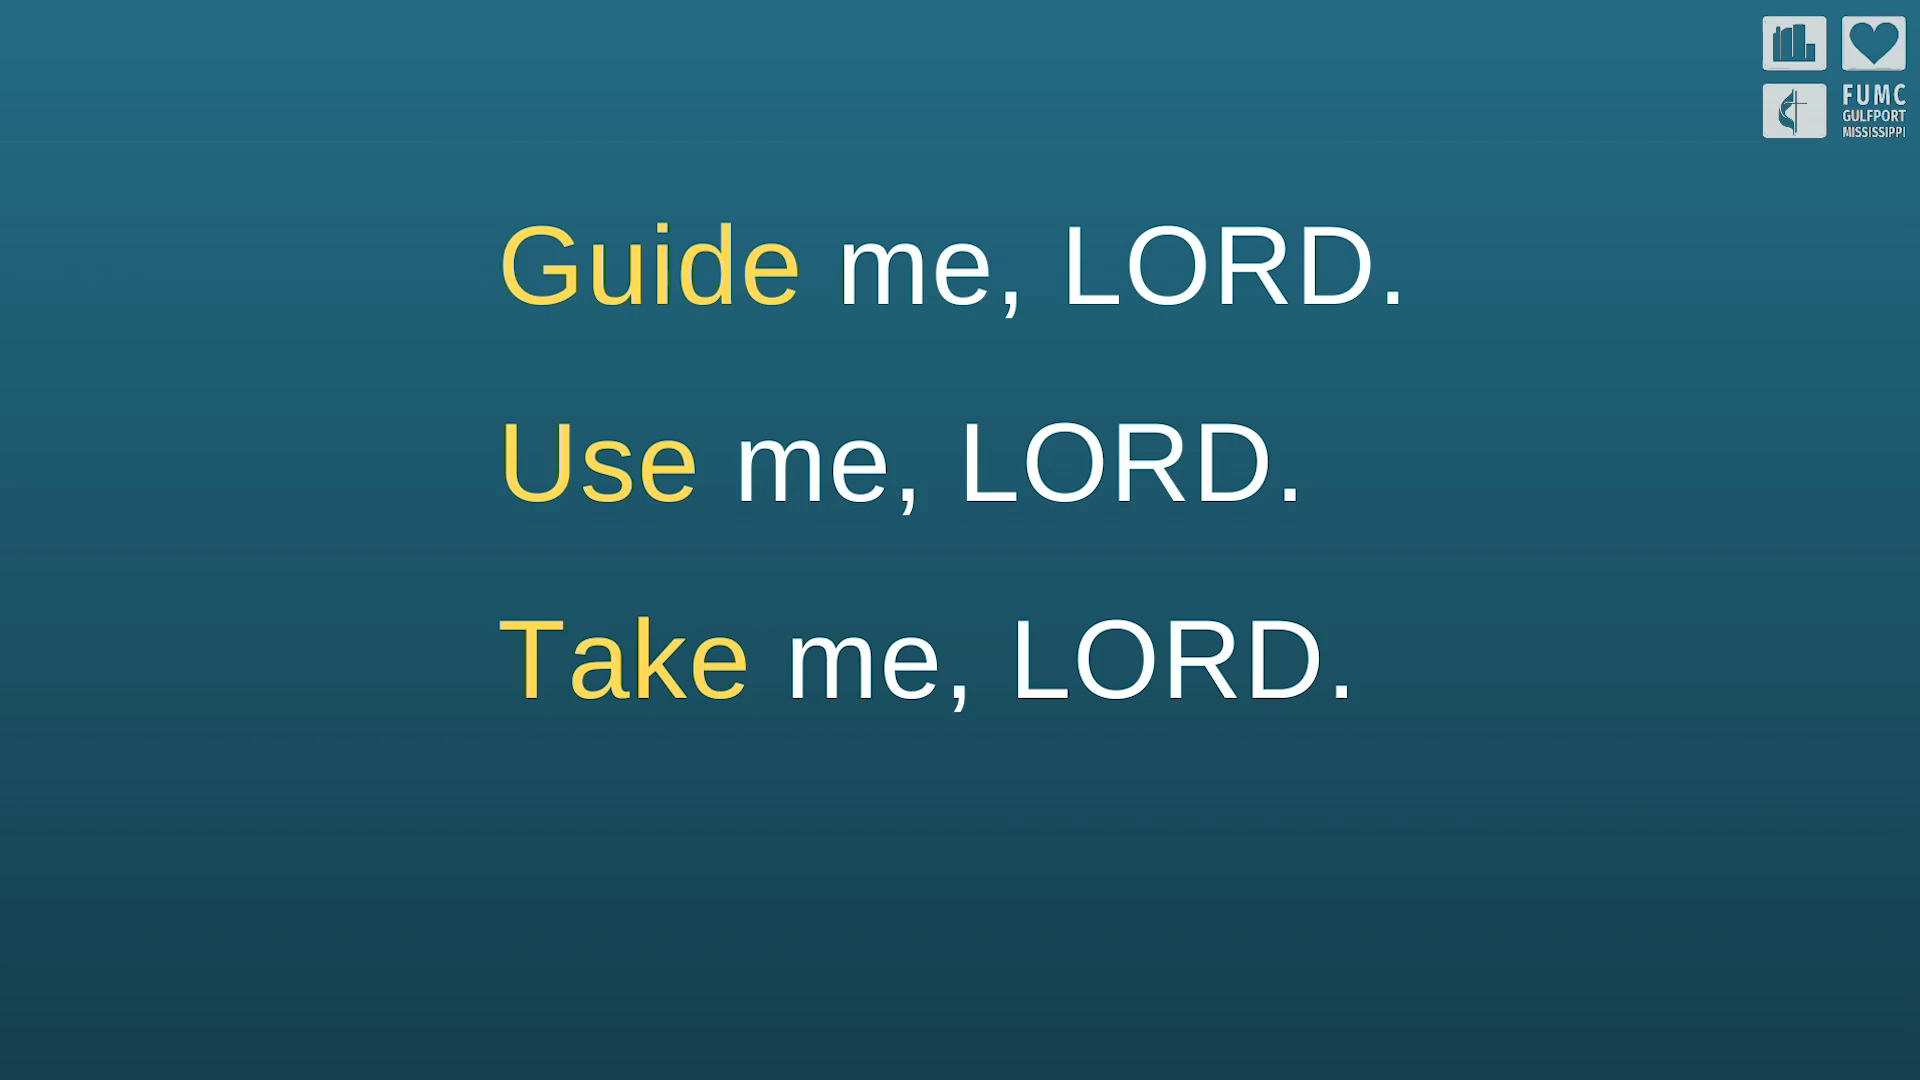 FUMC
GULFPORT
MISSISSIPPI
Guide me, LORD.
Use me, LORD.
Take me, LORD.